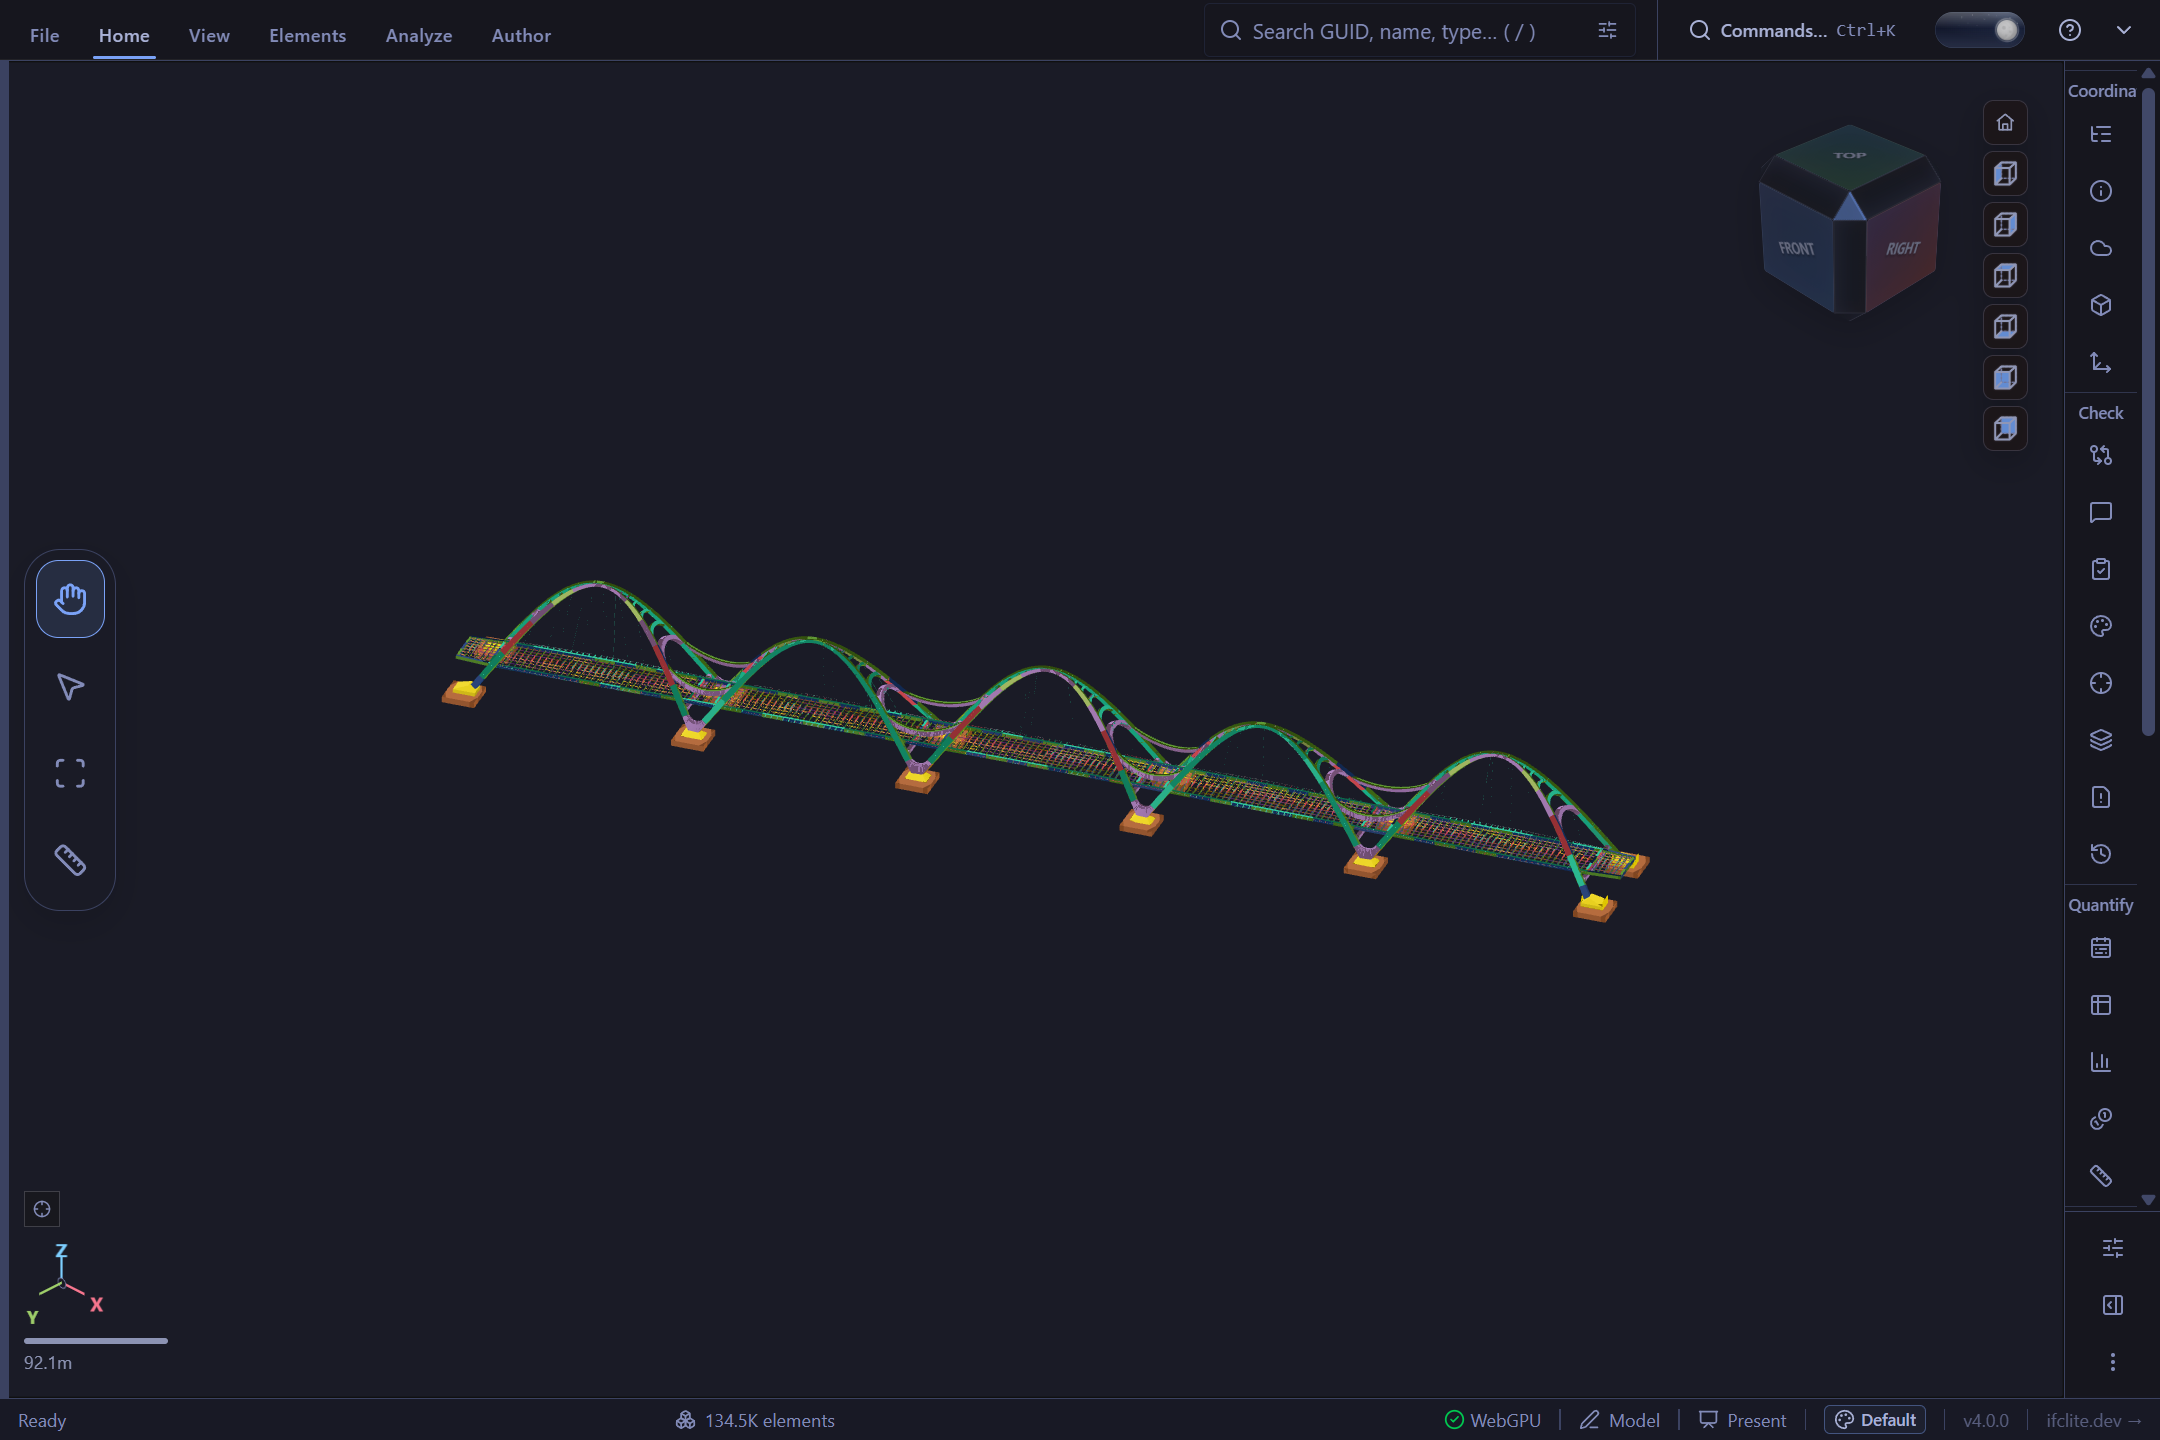 File Home View Elements Analyze Author Search GUID, name, type... ( / ) Commands... Ctrl+K
Coordina
TOP
FRONT RIGHT
Check
Quantify
Z
X
Y
92.1m
Ready 134.5K elements WebGPU Model Present Default v4.0.0 ifclite.dev →